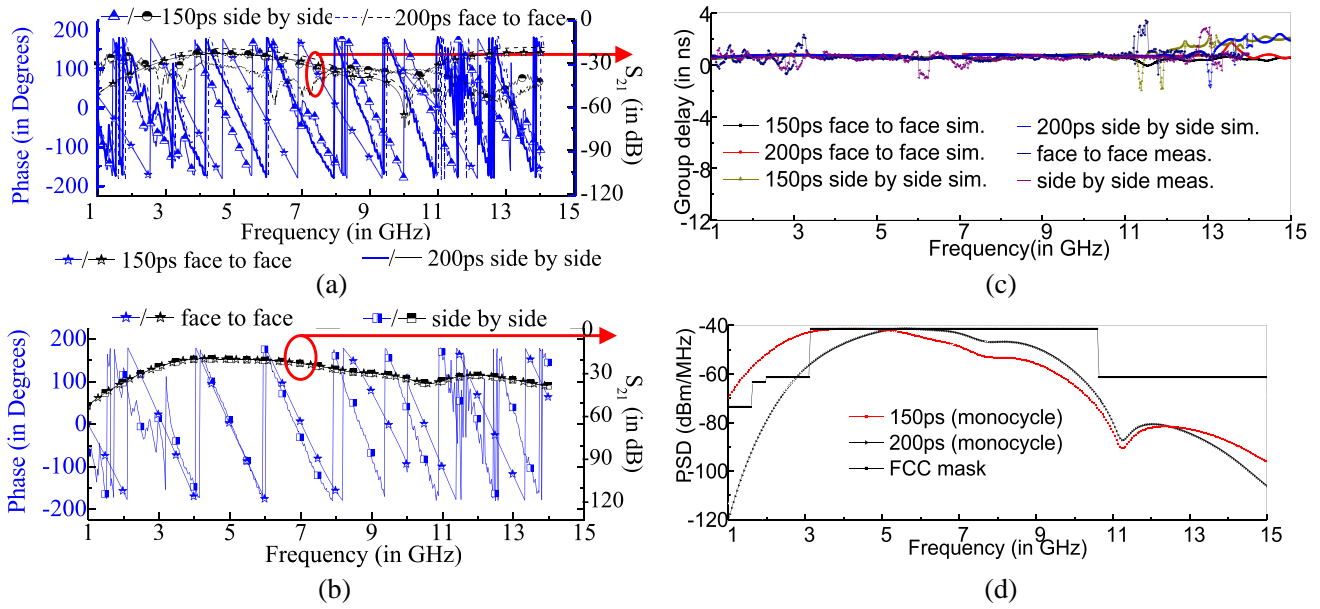 150ps side by side
200ps face to face
200
100
0
-100
-200
Phase (in Degrees)
0
-30
-60
-90
-120
S21 (in dB)
1 3 5 7 9 11 13 15
Frequency (in GHz)
150ps face to face
200ps side by side
(a)
face to face
side by side
200
100
0
-100
-200
Phase (in Degrees)
0
30
60
90
120
S21 (in dB)
1 3 5 7 9 11 13 15
Frequency (in GHz)
(b)
4
0
-4
-8
-12
Group delay (in ns)
150ps face to face sim.
200ps face to face sim.
150ps side by side sim.
200ps side by side sim.
face to face meas.
side by side meas.
1 3 5 7 9 11 13 15
Frequency(in GHz)
(c)
-40
-60
-80
-100
-120
PSD (dBm/MHz)
150ps (monocycle)
200ps (monocycle)
FCC mask
1 3 5 7 9 11 13 15
Frequency (in GHz)
(d)